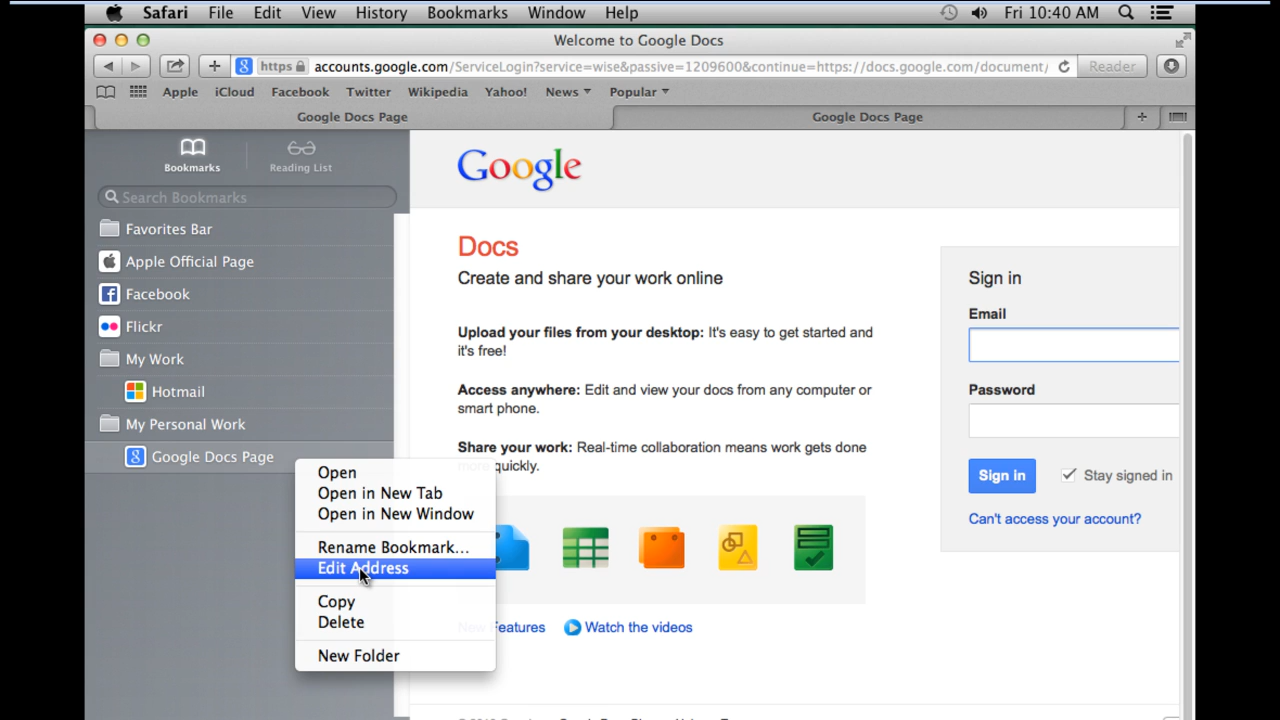 Safari File Edit View History Bookmarks Window Help Fri 10:40 AM
Welcome to Google Docs
https accounts.google.com/ServiceLogin?service=wise&passive=1209600&continue=https://docs.google.com/document/ Reader
Apple iCloud Facebook Twitter Wikipedia Yahoo! News Popular
Google Docs Page Google Docs Page
Bookmarks Reading List
Search Bookmarks
Favorites Bar
Apple Official Page
Facebook
Flickr
My Work
Hotmail
My Personal Work
Google Docs Page
Open
Open in New Tab
Open in New Window
Rename Bookmark...
Edit Address
Copy
Delete
New Folder
Google
Docs
Create and share your work online
Upload your files from your desktop: It's easy to get started and
it's free!
Access anywhere: Edit and view your docs from any computer or
smart phone.
Share your work: Real-time collaboration means work gets done
more quickly.
New Features Watch the videos
Sign in
Email
Password
Sign in Stay signed in
Can't access your account?